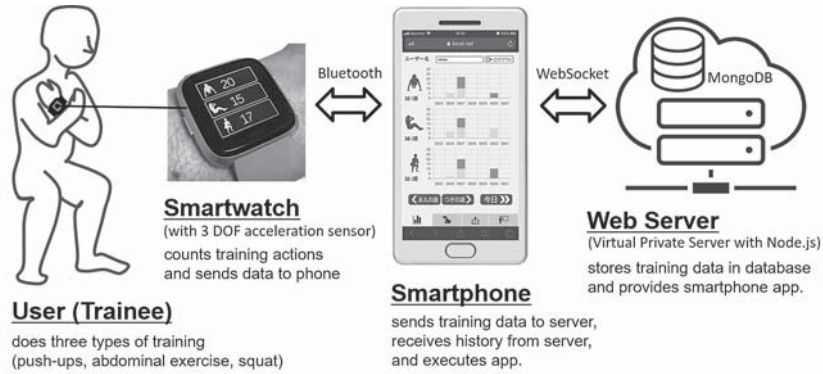 20
15
17
Bluetooth
WebSocket
MongoDB
ユーザー名
Smartwatch
(with 3 DOF acceleration sensor)
counts training actions
and sends data to phone
User (Trainee)
does three types of training
(push-ups, abdominal exercise, squat)
今日
Smartphone
sends training data to server,
receives history from server,
and executes app.
Web Server
(Virtual Private Server with Node.js)
stores training data in database
and provides smartphone app.